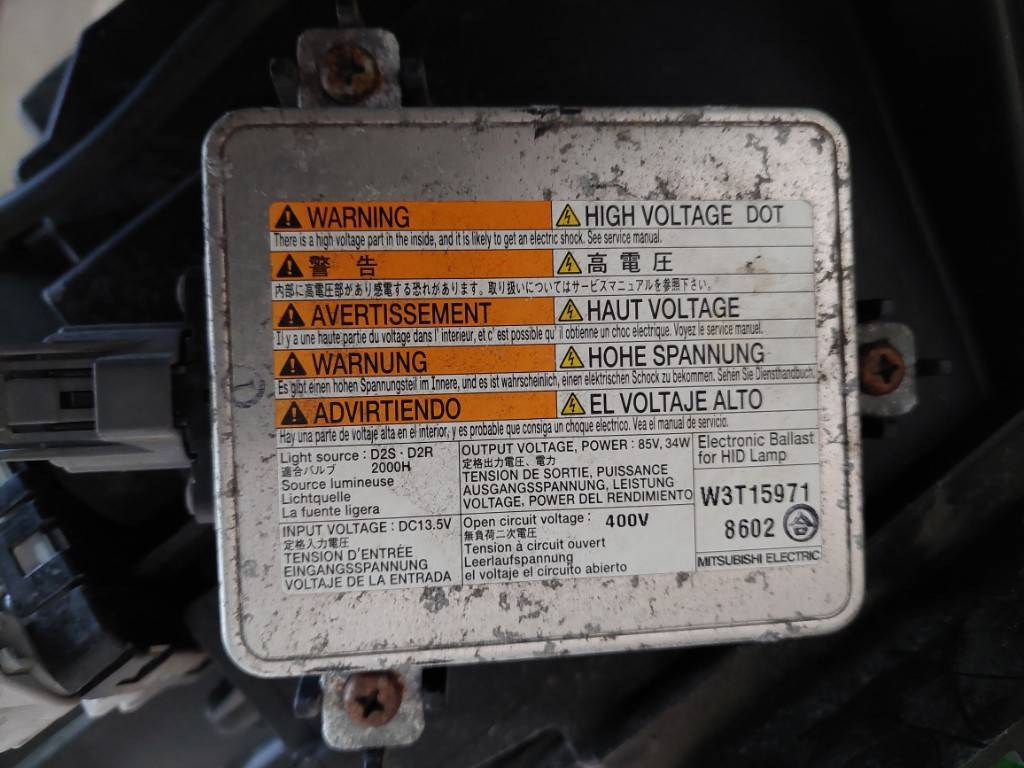 WARNING HIGH VOLTAGE DOT
There is a high voltage part in the inside, and it is likely to get an electric shock. See service manual.
警 告 高 電 圧
内部に高電圧部があり感電する恐れがあります。取り扱いについてはサービスマニュアルを参照下さい。
AVERTISSEMENT HAUT VOLTAGE
Il y a une haute partie du voltage dans l' interieur, et c' est possible qu' il obtienne un choc electrique. Voyez le service manuel.
WARNUNG HOHE SPANNUNG
Es gibt einen hohen Spannungsteil im Innere, und es ist wahrscheinlich, einen elektrischen Schock zu bekommen. Sehen Sie Diensthandbuch.
ADVIRTIENDO EL VOLTAJE ALTO
Hay una parte de voltaje alta en el interior, y es probable que consiga un choque electrico. Vea el manual de servicio.
Light source : D2S · D2R
適合バルブ 2000H
Source lumineuse
Lichtquelle
La fuente ligera
INPUT VOLTAGE : DC13.5V
定格入力電圧
TENSION D'ENTRÉE
EINGANGSSPANNUNG
VOLTAJE DE LA ENTRADA
OUTPUT VOLTAGE, POWER : 85V, 34W
定格出力電圧、電力
TENSION DE SORTIE, PUISSANCE
AUSGANGSSPANNUNG, LEISTUNG
VOLTAJE, POWER DEL RENDIMIENTO
Open circuit voltage : 400V
無負荷二次電圧
Tension à circuit ouvert
Leerlaufspannung
el voltaje el circuito abierto
Electronic Ballast
for HID Lamp
W3T15971
8602 合
MITSUBISHI ELECTRIC